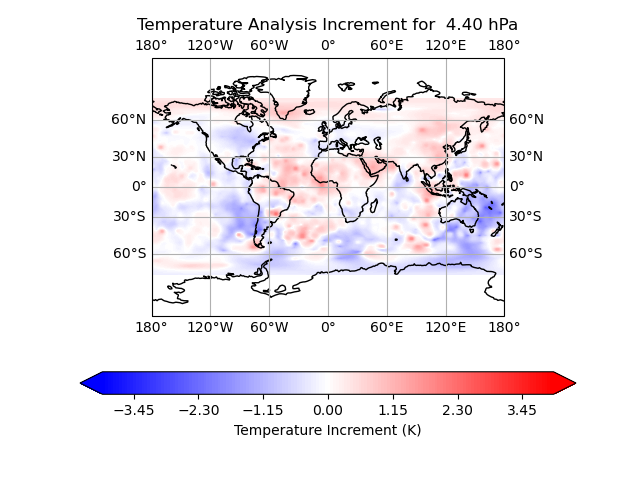 Temperature Analysis Increment for  4.40 hPa
180° 120°W 60°W 0° 60°E 120°E 180°
60°N 60°N
30°N 30°N
0° 0°
30°S 30°S
60°S 60°S
180° 120°W 60°W 0° 60°E 120°E 180°
−3.45 −2.30 −1.15 0.00 1.15 2.30 3.45
Temperature Increment (K)